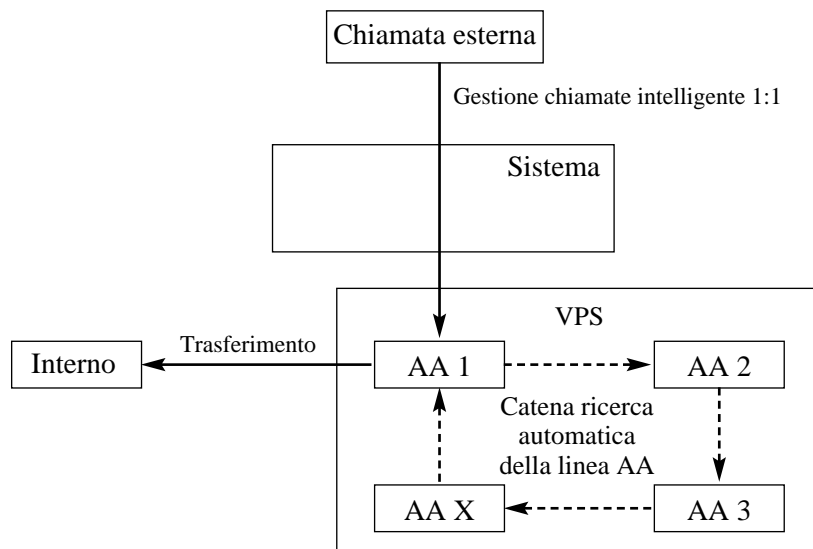 Chiamata esterna
Gestione chiamate intelligente 1:1
Sistema
VPS
Trasferimento
Interno
AA 1
AA 2
Catena ricerca
automatica
della linea AA
AA X
AA 3